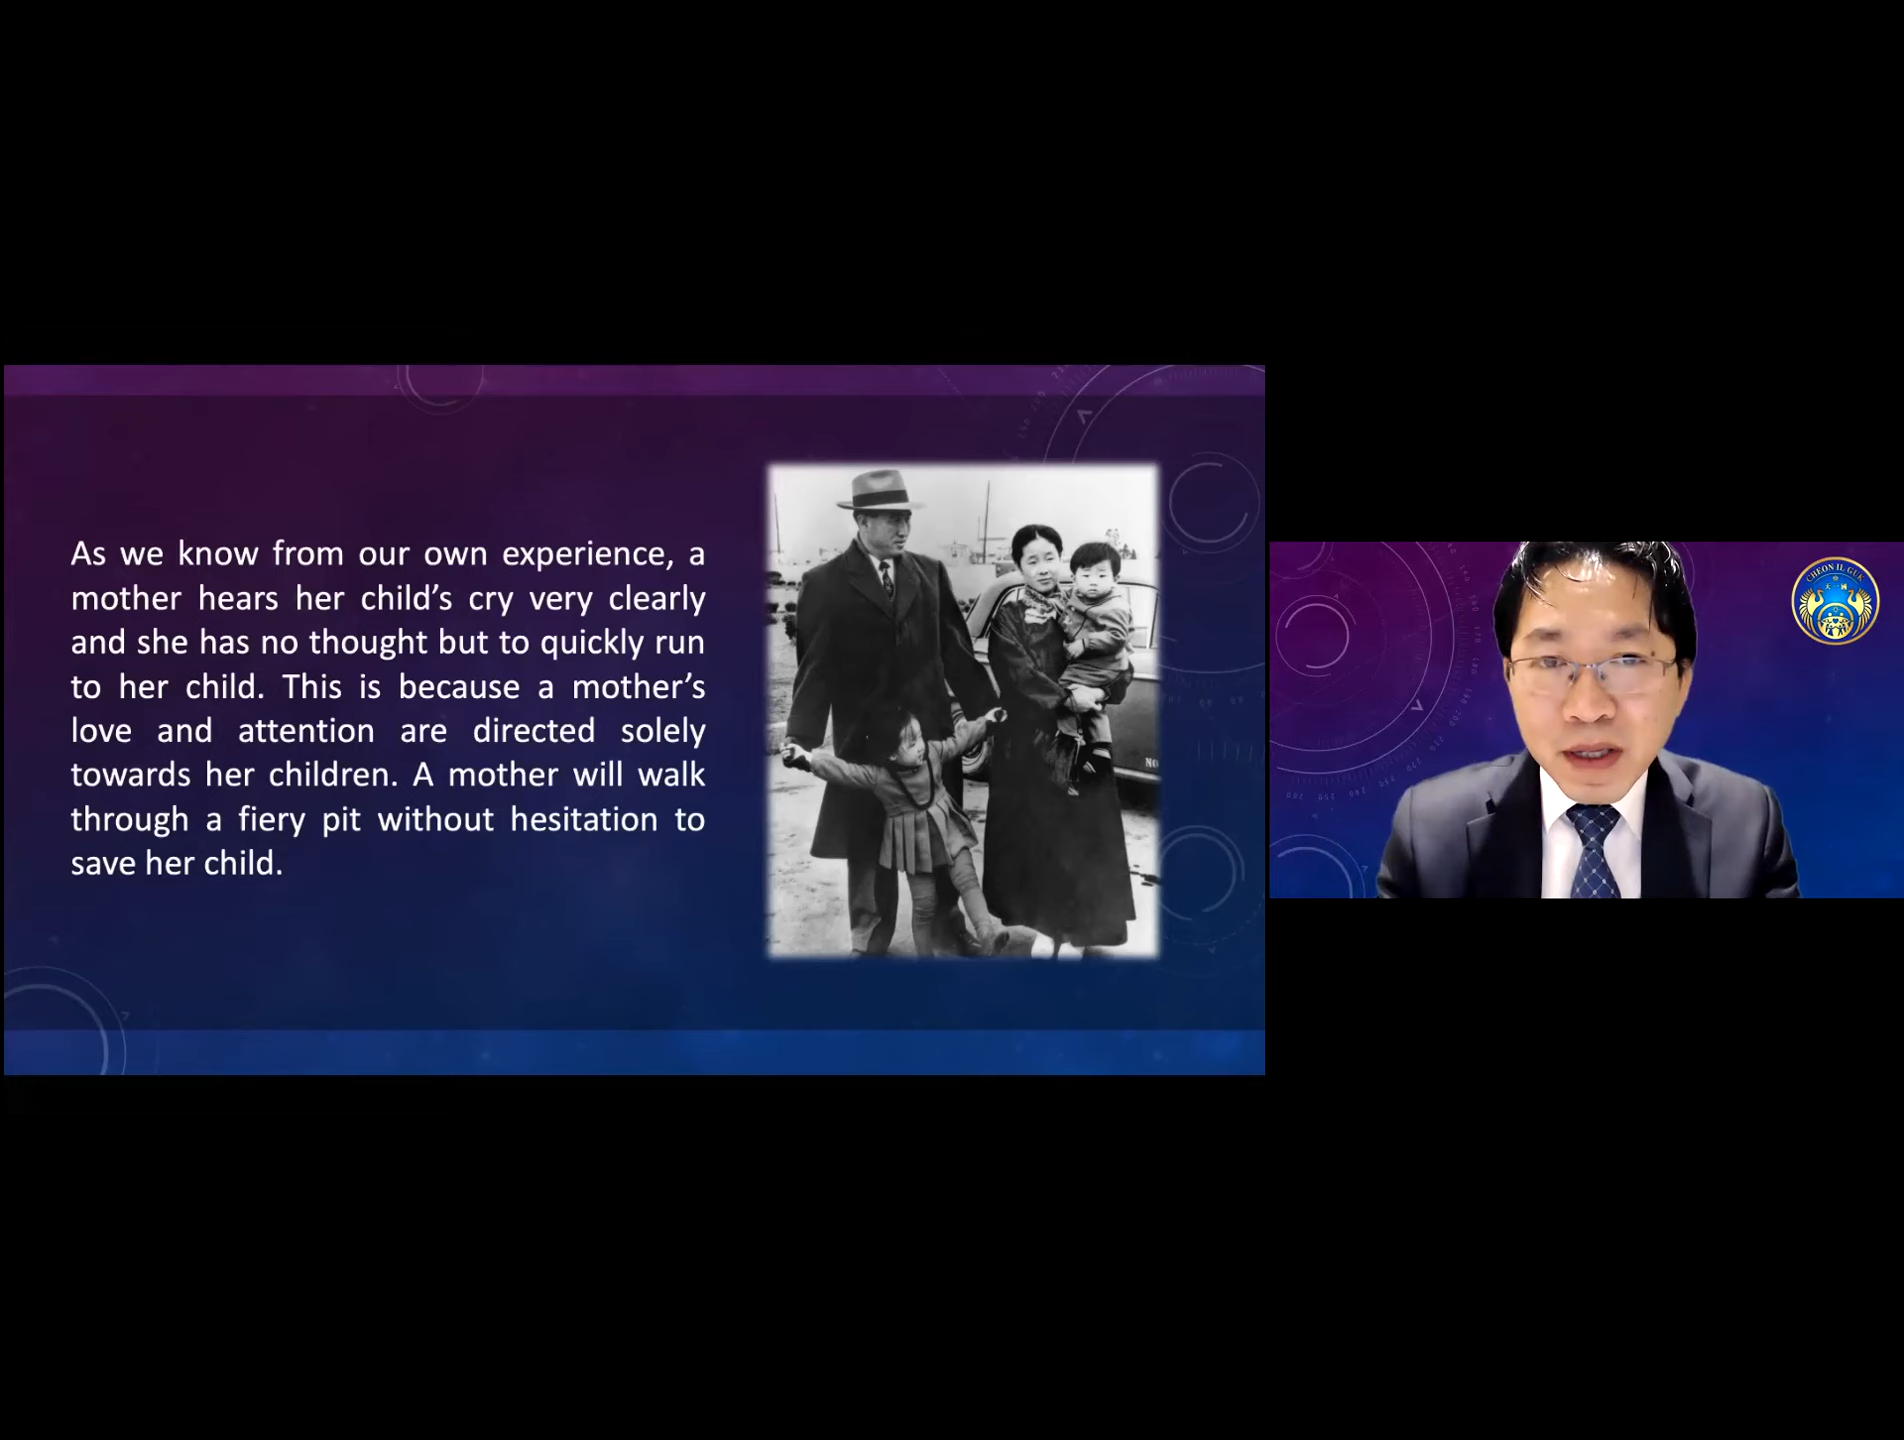 As we know from our own experience, a
mother hears her child’s cry very clearly
and she has no thought but to quickly run
to her child. This is because a mother’s
love and attention are directed solely
towards her children. A mother will walk
through a fiery pit without hesitation to
save her child.
NO
CHEON IL GUK